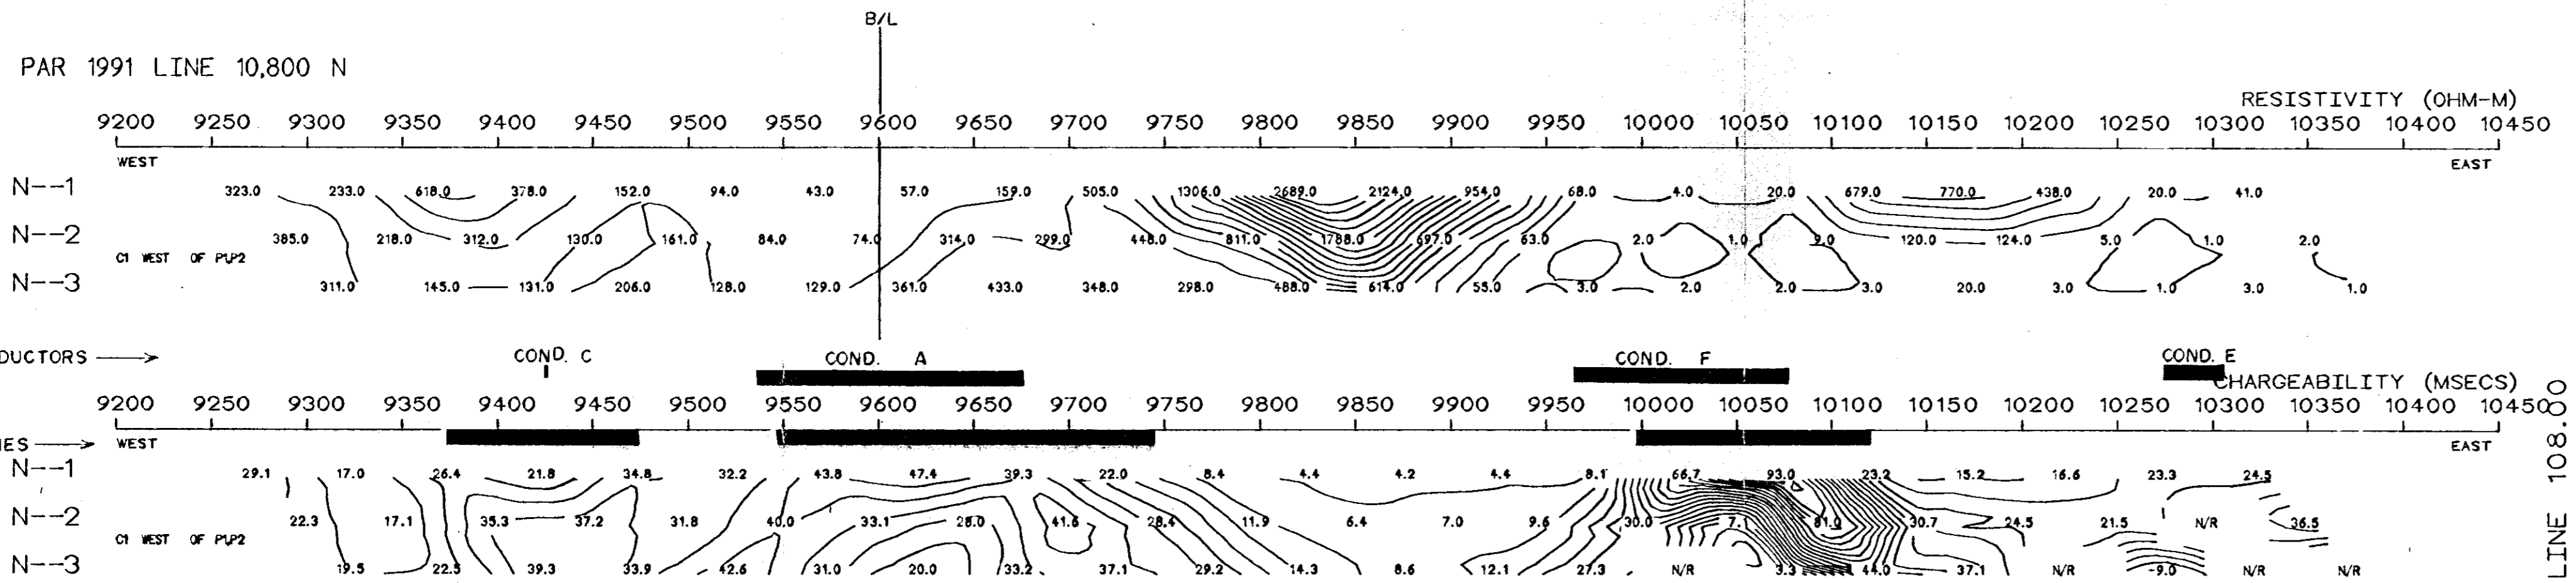 B/L
PAR 1991 LINE 10,800 N
RESISTIVITY (OHM-M)
9200 9250 9300 9350 9400 9450 9500 9550 9600 9650 9700 9750 9800 9850 9900 9950 10000 10050 10100 10150 10200 10250 10300 10350 10400 10450
WEST EAST
N--1 323.0 233.0 618.0 378.0 152.0 94.0 43.0 57.0 159.0 505.0 1306.0 2689.0 2124.0 954.0 68.0 4.0 20.0 679.0 770.0 438.0 20.0 41.0
N--2 385.0 218.0 312.0 130.0 161.0 84.0 74.0 314.0 299.0 448.0 811.0 1788.0 697.0 63.0 2.0 1.0 9.0 120.0 124.0 5.0 1.0 2.0
C1 WEST OF P1,P2
N--3 311.0 145.0 131.0 206.0 128.0 129.0 361.0 433.0 348.0 298.0 488.0 614.0 55.0 3.0 2.0 2.0 3.0 20.0 3.0 1.0 3.0 1.0
DUCTORS COND. C COND. A COND. F COND. E
CHARGEABILITY (MSECS)
9200 9250 9300 9350 9400 9450 9500 9550 9600 9650 9700 9750 9800 9850 9900 9950 10000 10050 10100 10150 10200 10250 10300 10350 10400 10450
IES WEST EAST
N--1 29.1 17.0 26.4 21.8 34.8 32.2 43.8 47.4 39.3 22.0 8.4 4.4 4.2 4.4 8.1 66.7 93.0 23.2 15.2 16.6 23.3 24.5
N--2 22.3 17.1 35.3 37.2 31.8 40.0 33.1 28.0 41.6 28.4 11.9 6.4 7.0 9.6 30.0 7.1 81.0 30.7 24.5 21.5 N/R 36.5
C1 WEST OF P1,P2
N--3 19.5 22.5 39.3 33.9 42.6 31.0 20.0 33.2 37.1 29.2 14.3 8.6 12.1 27.3 N/R 3.3 44.0 37.1 N/R -9.0 N/R N/R
LINE 108.00